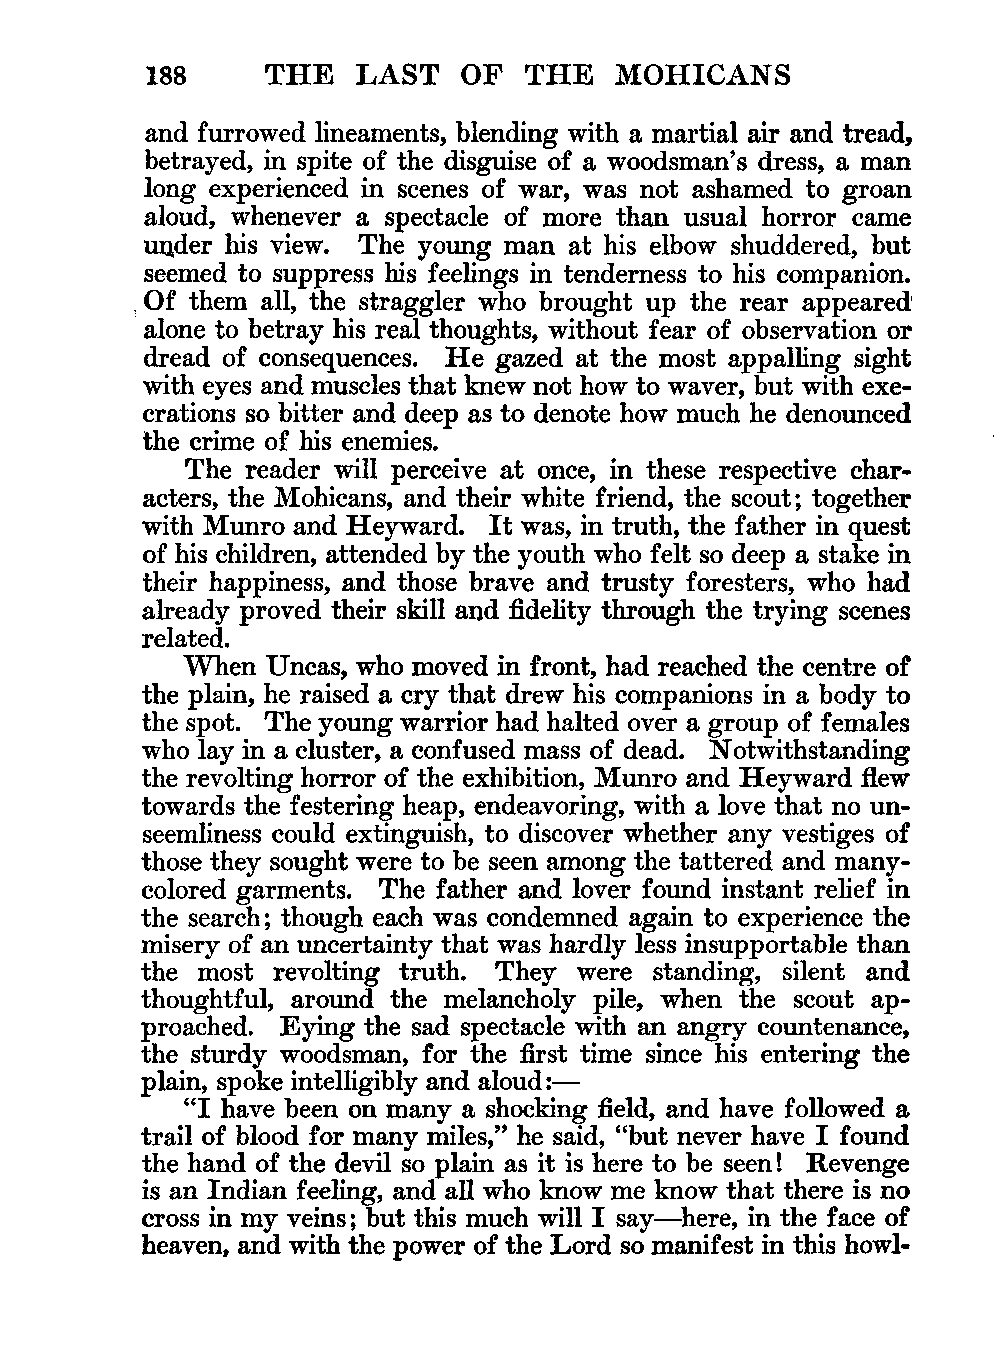 188 THE LAST OF THE MOHICANS
and furrowed lineaments, blending with a martial air and tread,
betrayed, in spite of the disguise of a woodsman's dress, a man
long experienced in scenes of war, was not ashamed to groan
aloud, whenever a spectacle of more than usual horror came
under his view. The young man at his elbow shuddered, but
seemed to suppress his feelings in tenderness to his companion.
Of them all, the straggler who brought up the rear appeared
alone to betray his real thoughts, without fear of observation or
dread of consequences. He gazed at the most appalling sight
with eyes and muscles that knew not how to waver, but with exe-
crations so bitter and deep as to denote how much he denounced
the crime of his enemies.
The reader will perceive at once, in these respective char-
acters, the Mohicans, and their white friend, the scout; together
with Munro and Heyward. It was, in truth, the father in quest
of his children, attended by the youth who felt so deep a stake in
their happiness, and those brave and trusty foresters, who had
already proved their skill and fidelity through the trying scenes
related.
When Uncas, who moved in front, had reached the centre of
the plain, he raised a cry that drew his companions in a body to
the spot. The young warrior had halted over a group of females
who lay in a cluster, a confused mass of dead. Notwithstanding
the revolting horror of the exhibition, Munro and Heyward flew
towards the festering heap, endeavoring, with a love that no un-
seemliness could extinguish, to discover whether any vestiges of
those they sought were to be seen among the tattered and many-
colored garments. The father and lover found instant relief in
the search; though each was condemned again to experience the
misery of an uncertainty that was hardly less insupportable than
the most revolting truth. They were standing, silent and
thoughtful, around the melancholy pile, when the scout ap-
proached. Eying the sad spectacle with an angry countenance,
the sturdy woodsman, for the first time since his entering the
plain, spoke intelligibly and aloud:—
"I have been on many a shocking field, and have followed a
trail of blood for many miles," he said, "but never have I found
the hand of the devil so plain as it is here to be seen! Revenge
is an Indian feeling, and all who know me know that there is no
cross in my veins; but this much will I say—here, in the face of
heaven, and with the power of the Lord so manifest in this howl-